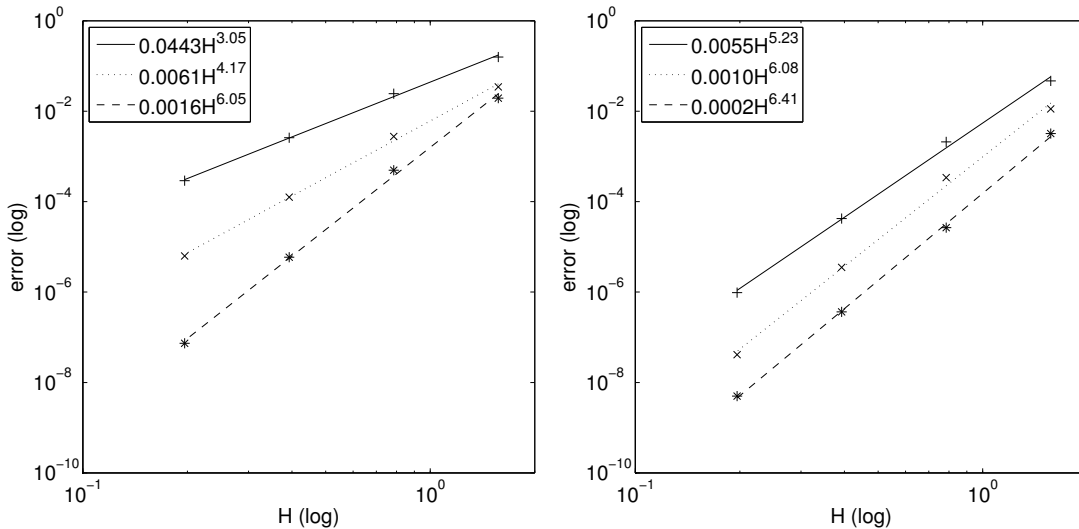 10^0
10^-2
10^-4
10^-6
10^-8
10^-10
error (log)
0.0443H^3.05
0.0061H^4.17
0.0016H^6.05
10^-1
10^0
H (log)
10^0
10^-2
10^-4
10^-6
10^-8
10^-10
error (log)
0.0055H^5.23
0.0010H^6.08
0.0002H^6.41
10^-1
10^0
H (log)